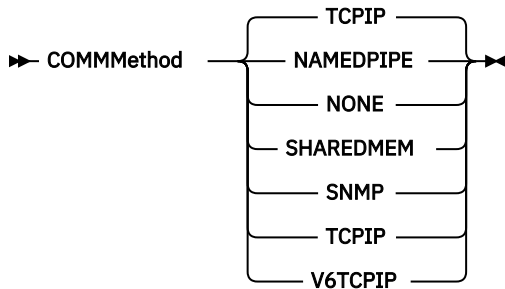 TCPIP
COMMMethod NAMEDPIPE
NONE
SHAREDMEM
SNMP
TCPIP
V6TCPIP